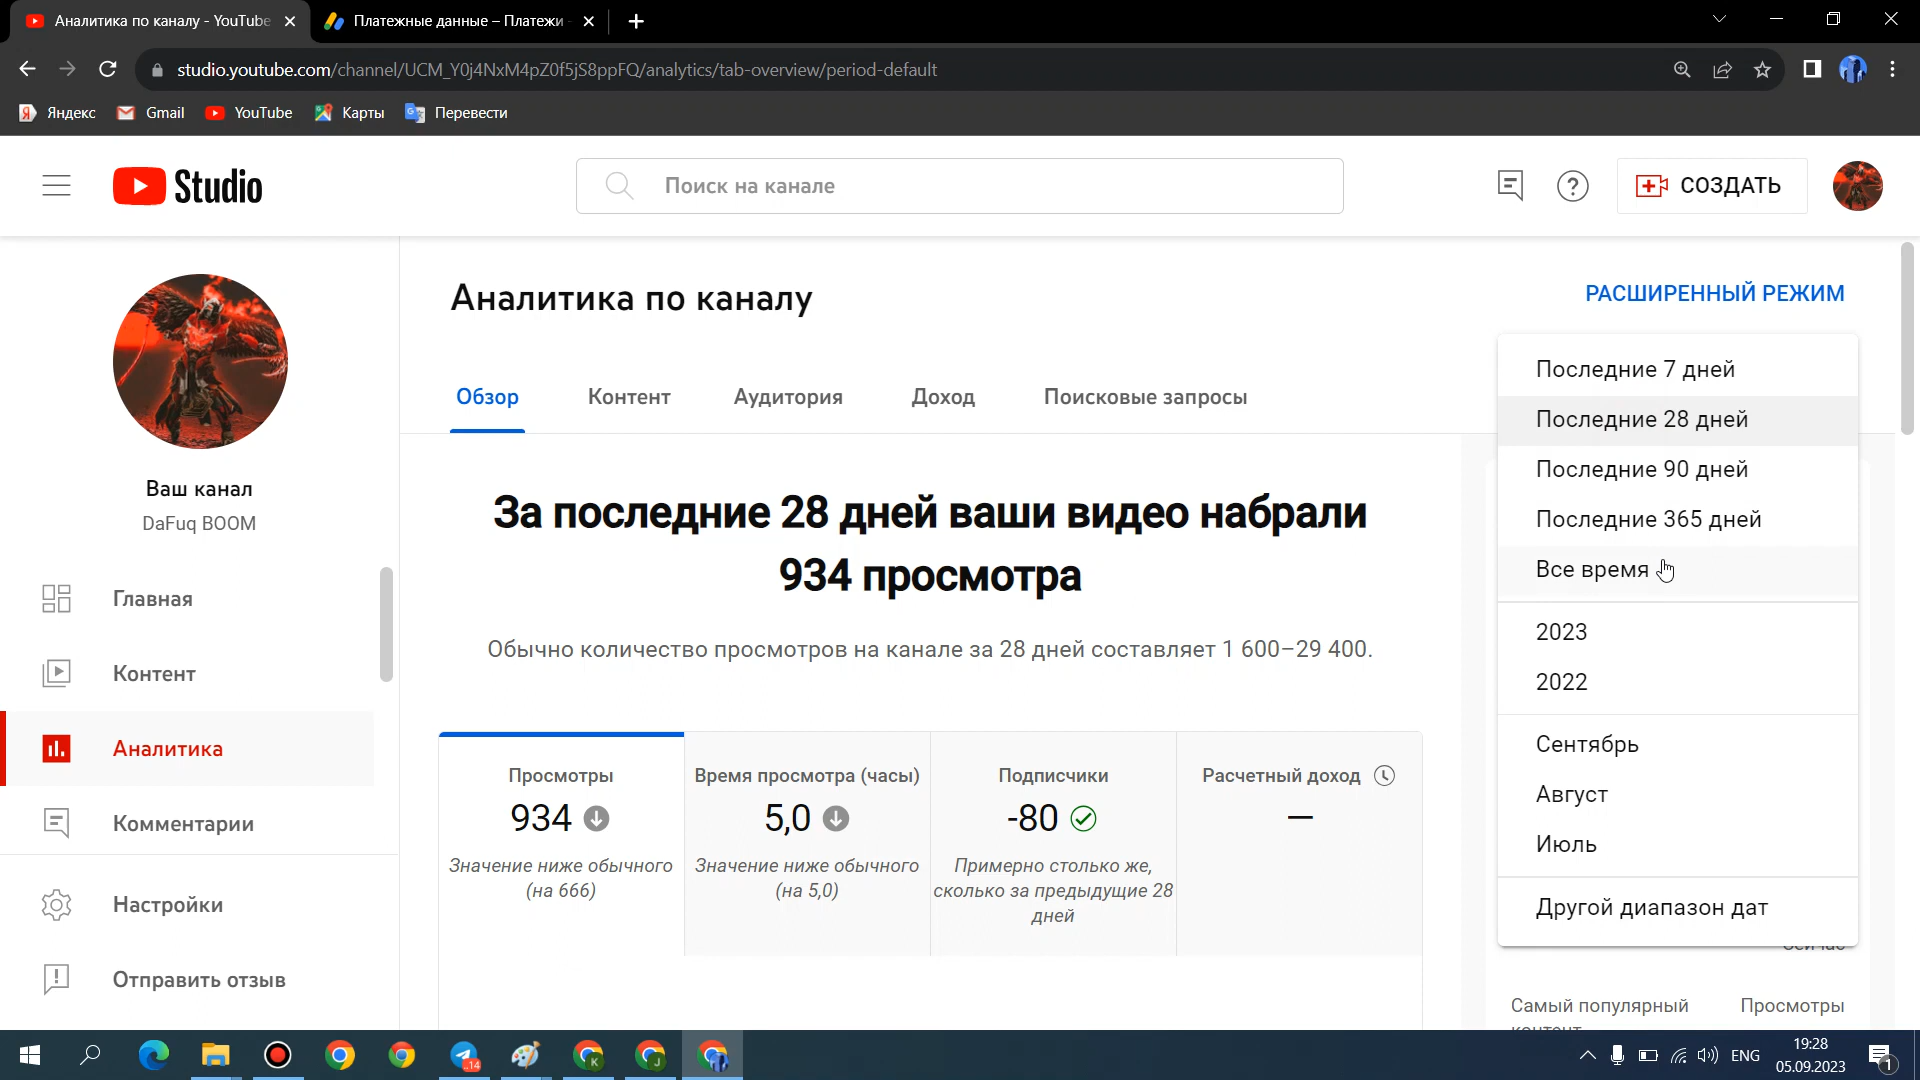 Аналитика по каналу - YouTube
Платежные данные – Платежи
studio.youtube.com/channel/UCM_Y0j4NxM4pZ0f5jS8ppFQ/analytics/tab-overview/period-default
Яндекс
Gmail
YouTube
Карты
Перевести
Studio
Поиск на канале
СОЗДАТЬ
Ваш канал
DaFuq BOOM
Главная
Контент
Аналитика
Комментарии
Настройки
Отправить отзыв
Аналитика по каналу
РАСШИРЕННЫЙ РЕЖИМ
Обзор
Контент
Аудитория
Доход
Поисковые запросы
За последние 28 дней ваши видео набрали
934 просмотра
Обычно количество просмотров на канале за 28 дней составляет 1 600–29 400.
Просмотры
934
Значение ниже обычного
(на 666)
Время просмотра (часы)
5,0
Значение ниже обычного
(на 5,0)
Подписчики
-80
Примерно столько же,
сколько за предыдущие 28
дней
Расчетный доход
—
Последние 7 дней
Последние 28 дней
Последние 90 дней
Последние 365 дней
Все время
2023
2022
Сентябрь
Август
Июль
Другой диапазон дат
Самый популярный
Просмотры
14
K
J
ENG
19:28
05.09.2023
1